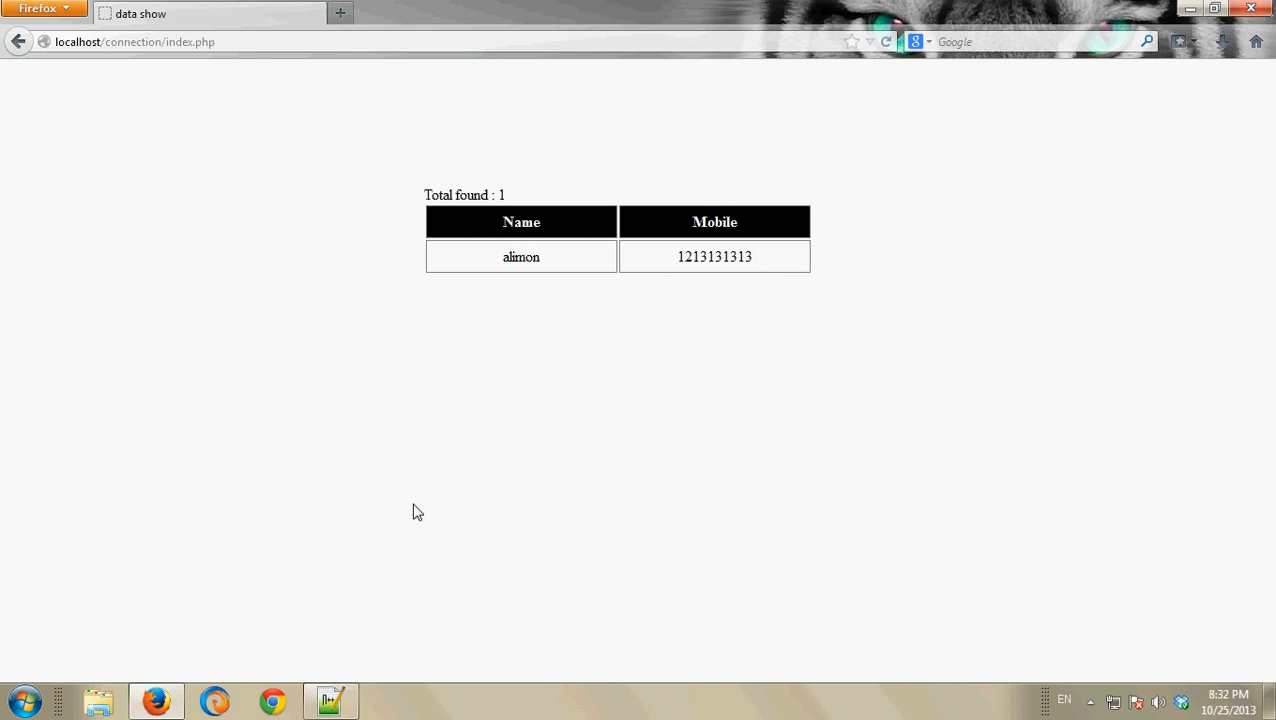 Firefox
data show
localhost/connection/index.php
Google
Total found : 1
Name Mobile
alimon 1213131313
EN
8:32 PM
10/25/2013